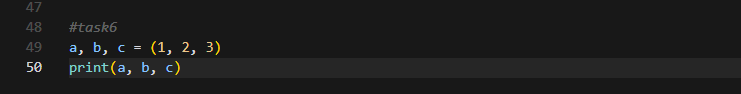 47
48 #task6
49 a, b, c = (1, 2, 3)
50 print(a, b, c)